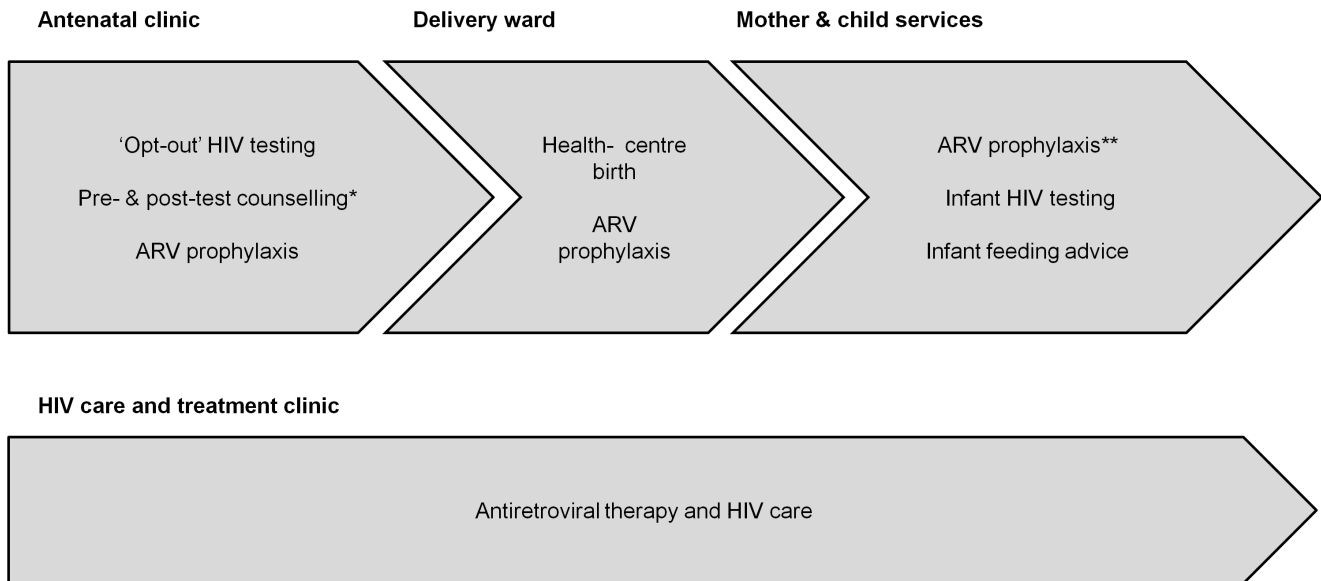 Antenatal clinic
Delivery ward
Mother & child services
‘Opt-out’ HIV testing
Pre- & post-test counselling*
ARV prophylaxis
Health- centre
birth
ARV
prophylaxis
ARV prophylaxis**
Infant HIV testing
Infant feeding advice
HIV care and treatment clinic
Antiretroviral therapy and HIV care